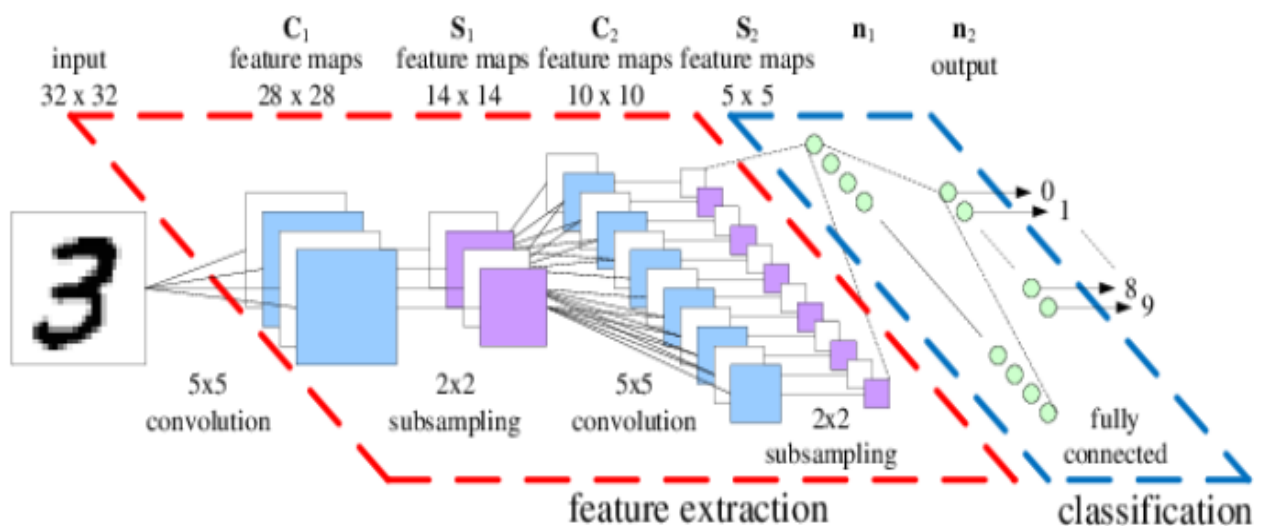 C₁
S₁
C₂
S₂
n₁
n₂
input
feature maps
feature maps
feature maps
feature maps
output
32 x 32
28 x 28
14 x 14
10 x 10
5 x 5
0
1
8
9
5x5
convolution
2x2
subsampling
5x5
convolution
2x2
subsampling
fully
connected
feature extraction
classification